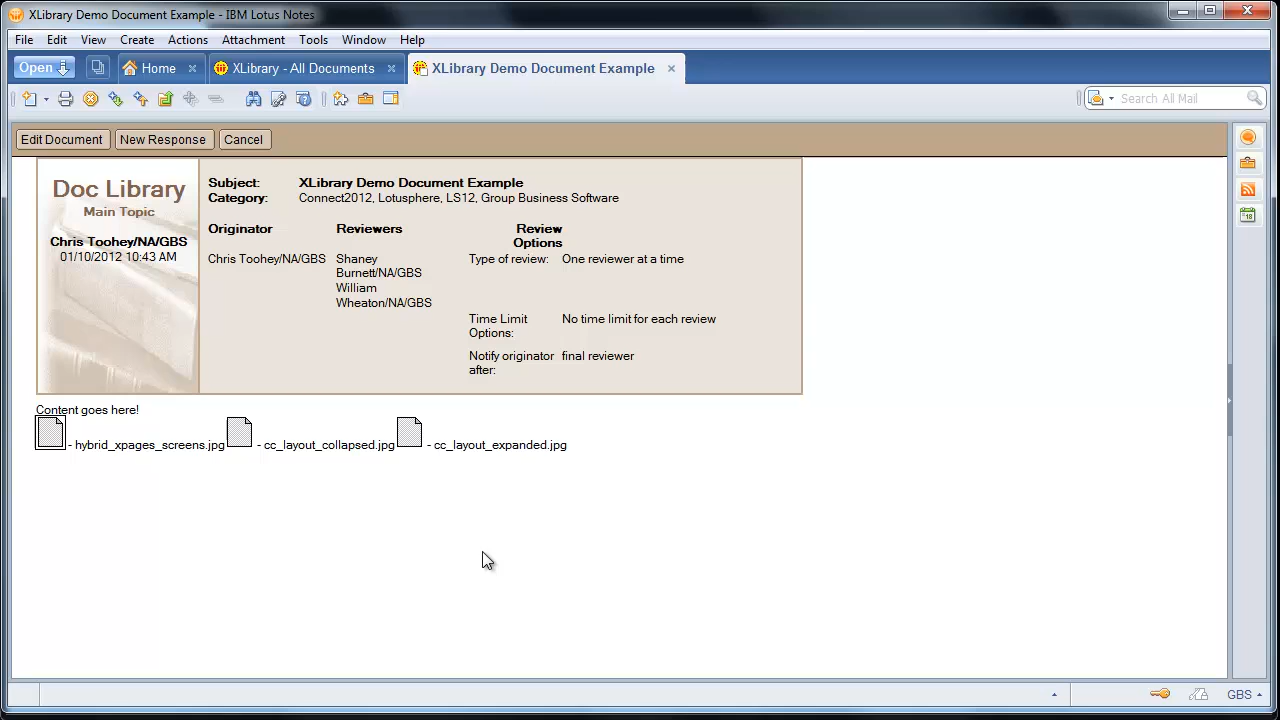 XLibrary Demo Document Example - IBM Lotus Notes
File Edit View Create Actions Attachment Tools Window Help
Open Home XLibrary - All Documents XLibrary Demo Document Example
Search All Mail
Edit Document New Response Cancel
Doc Library
Main Topic
Chris Toohey/NA/GBS
01/10/2012 10:43 AM
Subject: XLibrary Demo Document Example
Category: Connect2012, Lotusphere, LS12, Group Business Software
Originator Reviewers Review
Options
Chris Toohey/NA/GBS Shaney Type of review: One reviewer at a time
Burnett/NA/GBS
William
Wheaton/NA/GBS
Time Limit No time limit for each review
Options:
Notify originator final reviewer
after:
Content goes here!
- hybrid_xpages_screens.jpg - cc_layout_collapsed.jpg - cc_layout_expanded.jpg
18
GBS